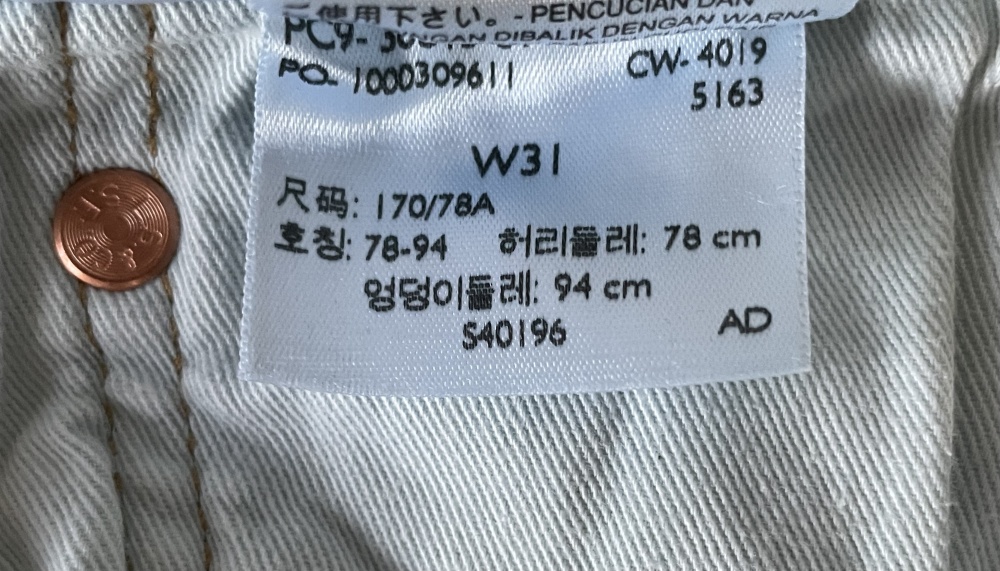 ご使用下さい。- PENCUCIAN DAN
DIBALIK DENGAN WARNA
PC9-
PO- 1000309611 CW- 4019
5163
W31
尺码: 170/78A
호칭: 78-94 허리둘레: 78 cm
엉덩이둘레: 94 cm
S40196 AD